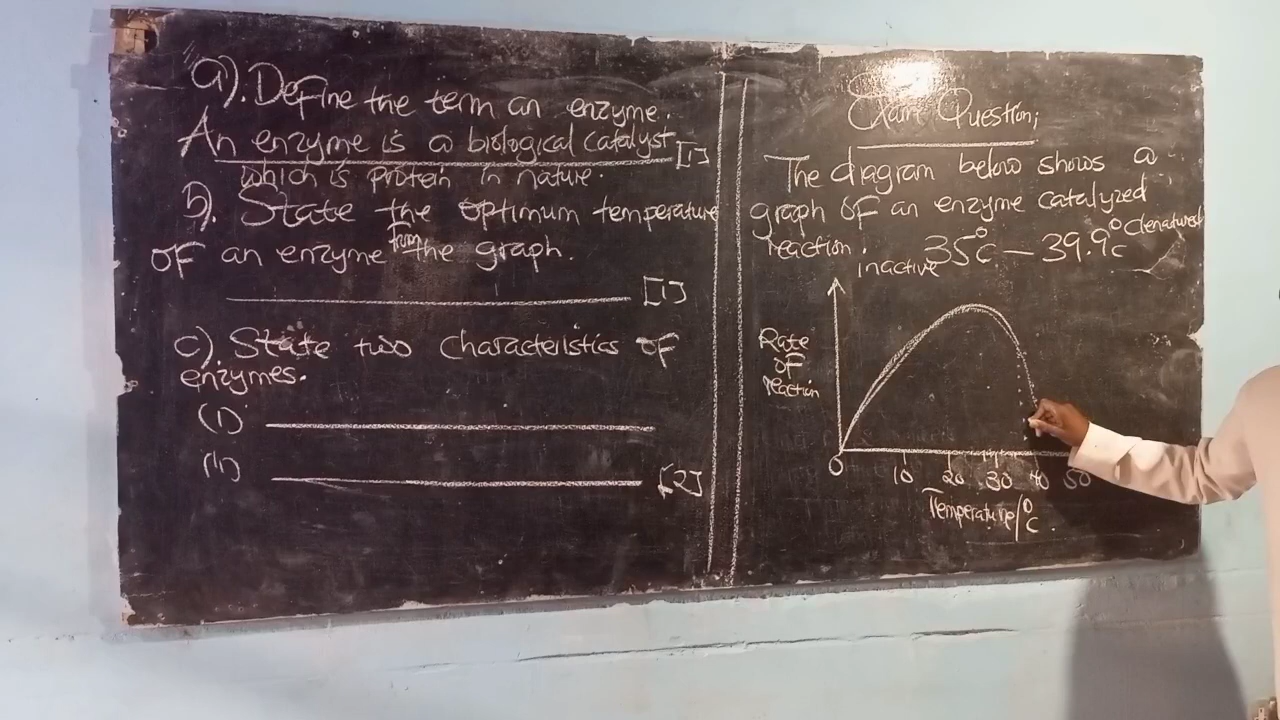 a). Define the term an enzyme.
An enzyme is a biological catalyst [1]
which is protein in nature.
b). State the optimum temperature
of an enzyme from the graph.
[1]
c). State two characteristics of
enzymes.
(i)
(ii) [2]
Exam Question;
The diagram below shows a
graph of an enzyme catalyzed
reaction. inactive 35°c - 39.9°c denatured
Rate
of
reaction
0 10 20 30 40 50
Temperature/°c.